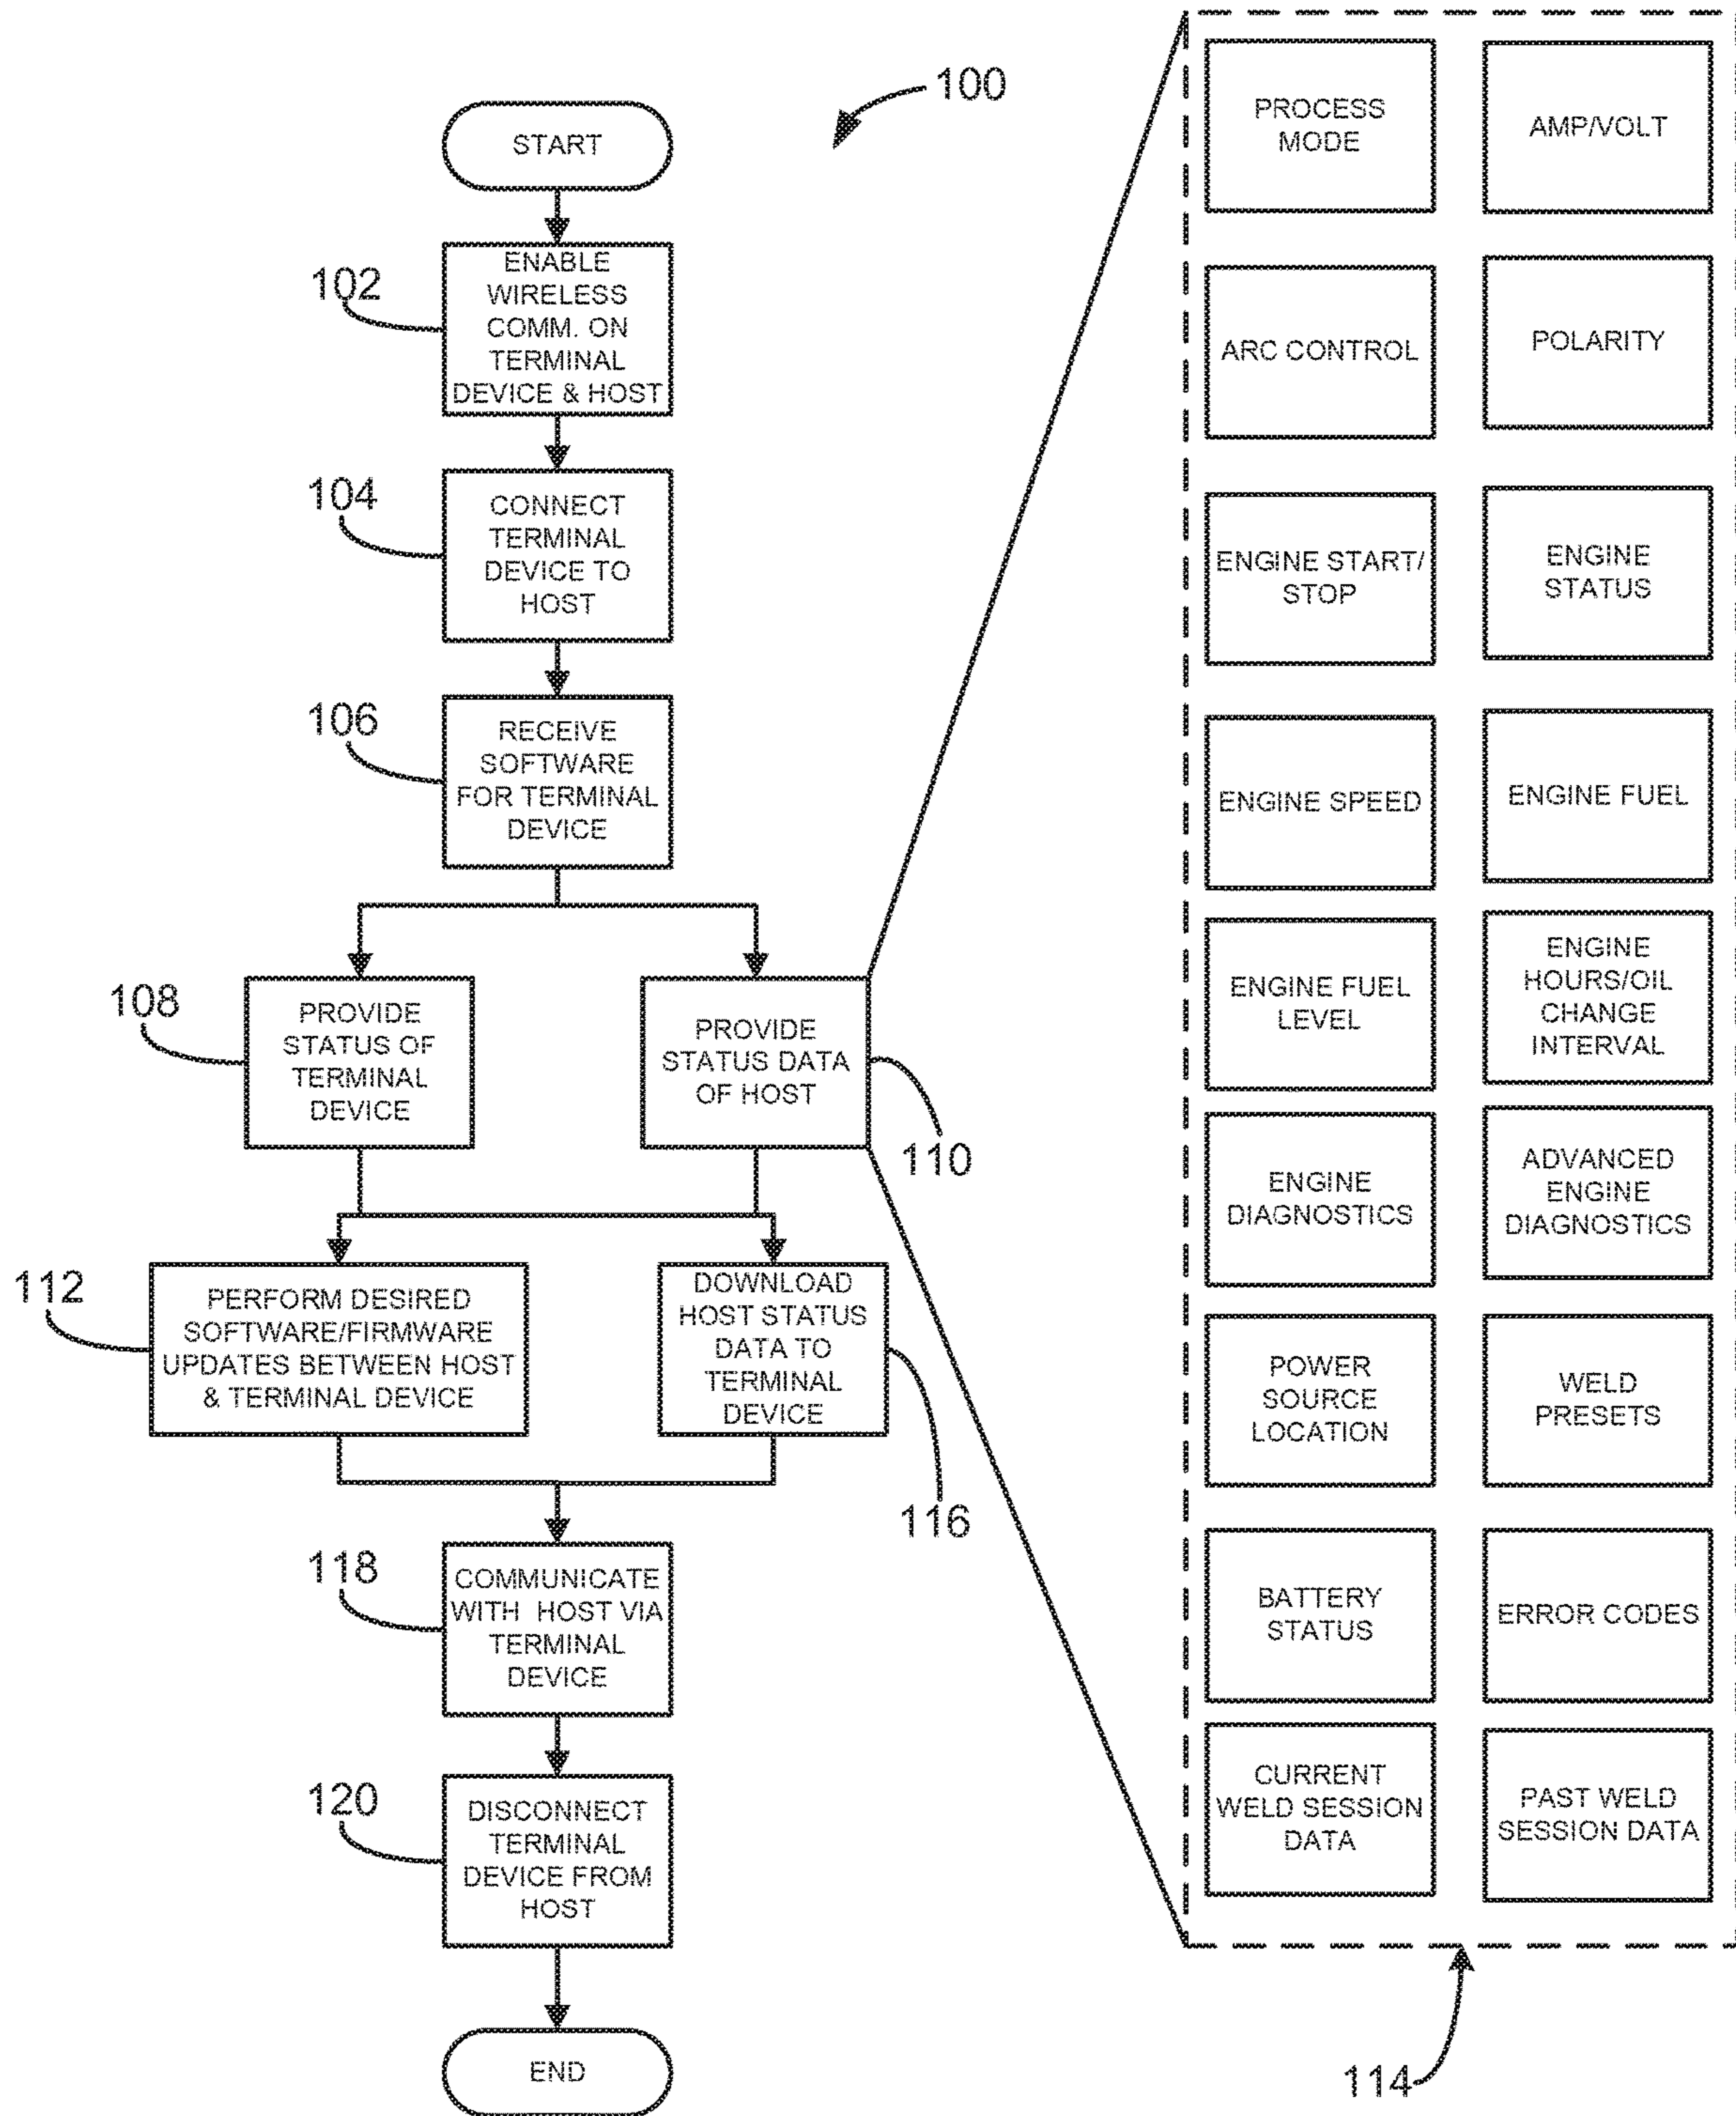 100
START
102
ENABLE
WIRELESS
COMM. ON
TERMINAL
DEVICE & HOST
104
CONNECT
TERMINAL
DEVICE TO
HOST
106
RECEIVE
SOFTWARE
FOR TERMINAL
DEVICE
108
PROVIDE
STATUS OF
TERMINAL
DEVICE
PROVIDE
STATUS DATA
OF HOST
110
112
PERFORM DESIRED
SOFTWARE/FIRMWARE
UPDATES BETWEEN HOST
& TERMINAL DEVICE
DOWNLOAD
HOST STATUS
DATA TO
TERMINAL
DEVICE
116
118
COMMUNICATE
WITH HOST VIA
TERMINAL
DEVICE
120
DISCONNECT
TERMINAL
DEVICE FROM
HOST
END
PROCESS
MODE
AMP/VOLT
ARC CONTROL
POLARITY
ENGINE START/
STOP
ENGINE
STATUS
ENGINE SPEED
ENGINE FUEL
ENGINE FUEL
LEVEL
ENGINE
HOURS/OIL
CHANGE
INTERVAL
ENGINE
DIAGNOSTICS
ADVANCED
ENGINE
DIAGNOSTICS
POWER
SOURCE
LOCATION
WELD
PRESETS
BATTERY
STATUS
ERROR CODES
CURRENT
WELD SESSION
DATA
PAST WELD
SESSION DATA
114